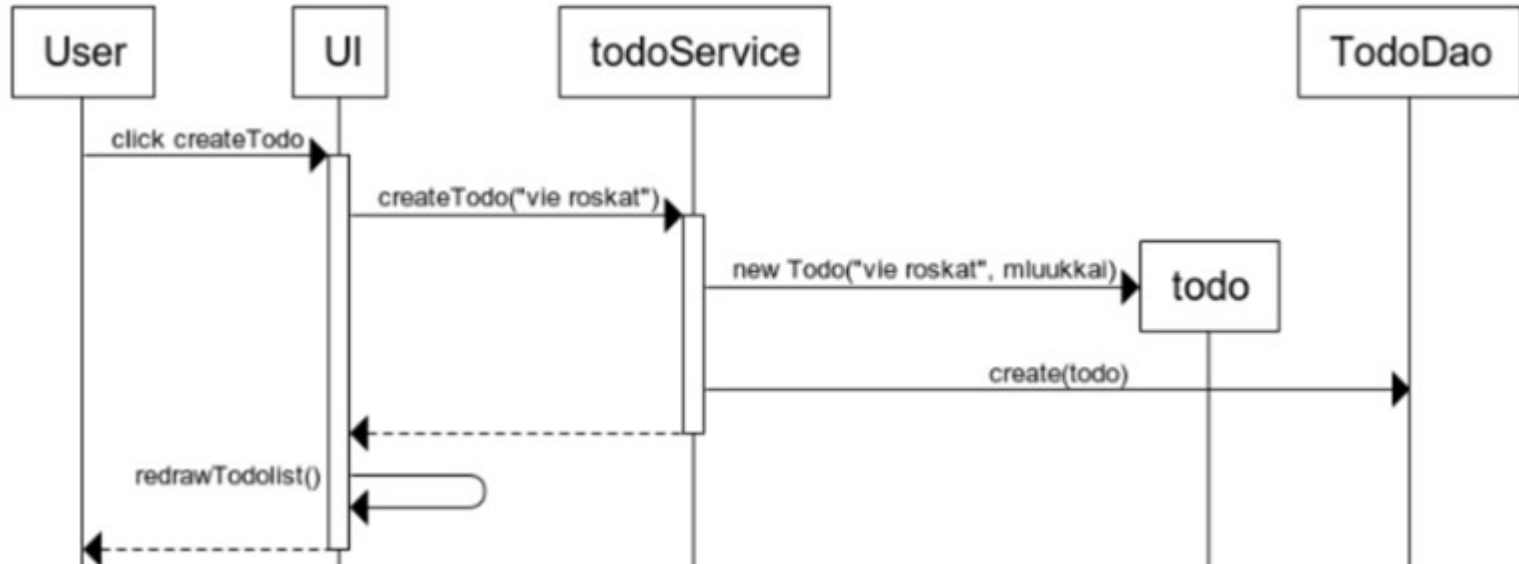 User
UI
todoService
TodoDao
click createTodo
createTodo("vie roskat")
new Todo("vie roskat", mluukkai)
todo
create(todo)
redrawTodolist()